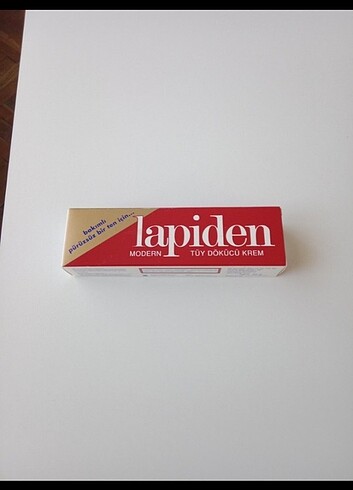 bakımlı
pürüzsüz bir ten için...
lapiden
MODERN TÜY DÖKÜCÜ KREM